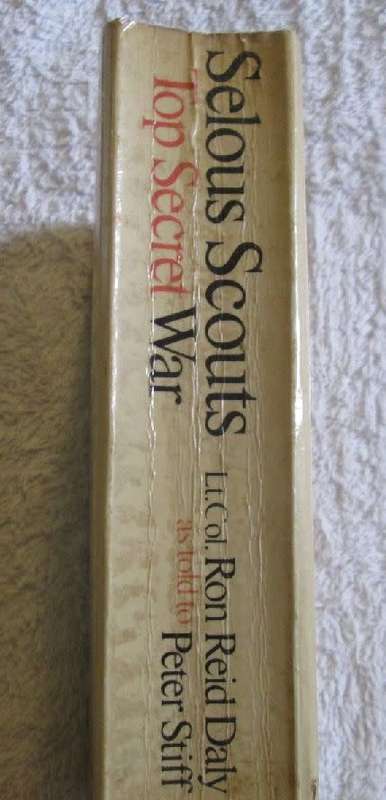 Selous Scouts
Top Secret War
Lt.Col. Ron Reid Daly
as told to Peter Stiff